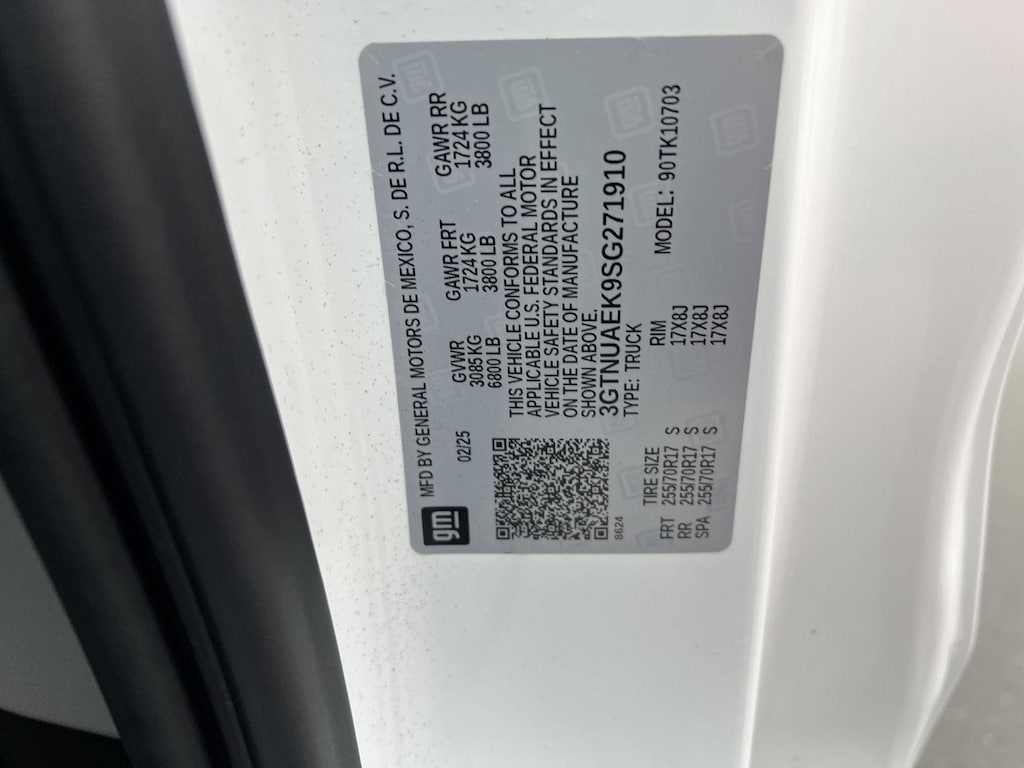 gm MFD BY GENERAL MOTORS DE MEXICO, S. DE R.L. DE C.V.
02/25 GVWR GAWR FRT GAWR RR
3085 KG 1724 KG 1724 KG
6800 LB 3800 LB 3800 LB
THIS VEHICLE CONFORMS TO ALL
APPLICABLE U.S. FEDERAL MOTOR
VEHICLE SAFETY STANDARDS IN EFFECT
ON THE DATE OF MANUFACTURE
SHOWN ABOVE.
3GTNUAEK9SG271910
8624 TYPE: TRUCK MODEL: 90TK10703
TIRE SIZE RIM
FRT 255/70R17 S 17X8J
RR 255/70R17 S 17X8J
SPA 255/70R17 S 17X8J